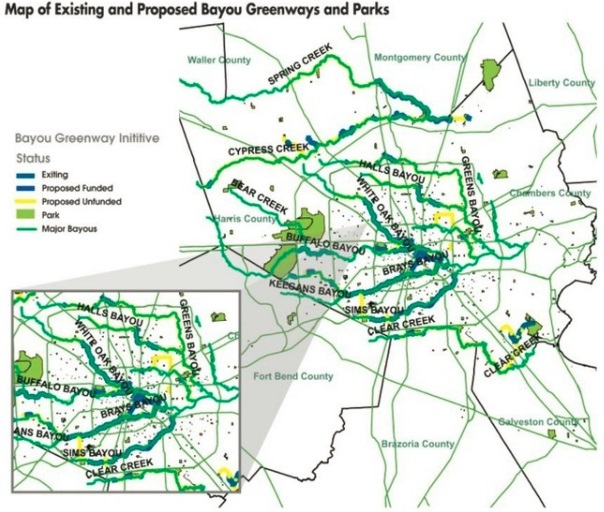 Map of Existing and Proposed Bayou Greenways and Parks
Waller County
SPRING CREEK
Montgomery County
Liberty County
Bayou Greenway Inititive
Status
Exiting
Proposed Funded
Proposed Unfunded
Park
Major Bayous
CYPRESS CREEK
HALLS BAYOU
GREENS BAYOU
BEAR CREEK
WHITE OAK BAYOU
Chambers County
Harris County
BUFFALO BAYOU
BRAYS BAYOU
KEEGANS BAYOU
SIMS BAYOU
CLEAR CREEK
CLEAR CREEK
Fort Bend County
Galveston County
Brazoria County
HALLS BAYOU
GREENS BAYOU
WHITE OAK BAYOU
BUFFALO BAYOU
BRAYS BAYOU
ANS BAYOU
SIMS BAYOU
CLEAR CREEK